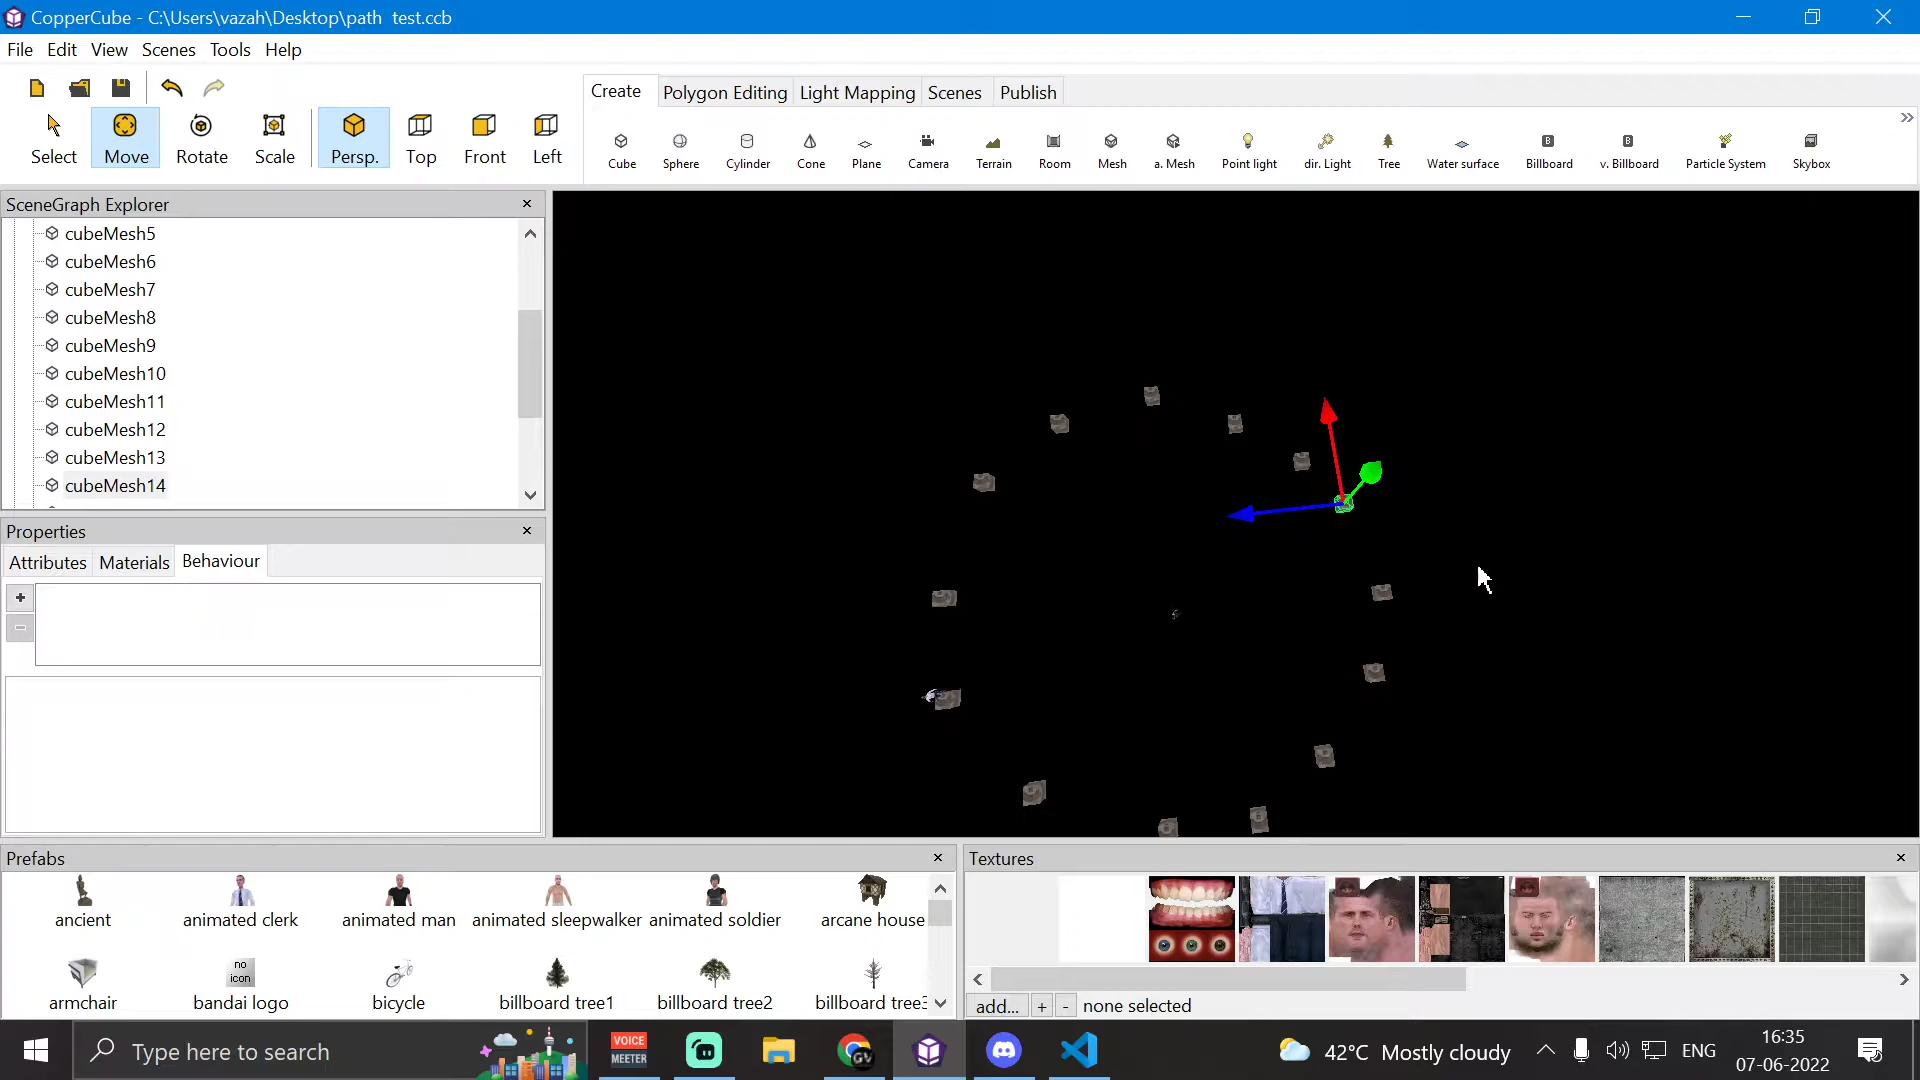 CopperCube - C:\Users\vazah\Desktop\path  test.ccb
File Edit View Scenes Tools Help
Select Move Rotate Scale Persp. Top Front Left
Create Polygon Editing Light Mapping Scenes Publish
Cube Sphere Cylinder Cone Plane Camera Terrain Room Mesh a. Mesh Point light dir. Light Tree Water surface Billboard v. Billboard Particle System Skybox
SceneGraph Explorer
cubeMesh5
cubeMesh6
cubeMesh7
cubeMesh8
cubeMesh9
cubeMesh10
cubeMesh11
cubeMesh12
cubeMesh13
cubeMesh14
Properties
Attributes Materials Behaviour
Prefabs
ancient animated clerk animated man animated sleepwalker animated soldier arcane house
no
icon
armchair bandai logo bicycle billboard tree1 billboard tree2 billboard tree3
Textures
add... + - none selected
Type here to search
VOICE
MEETER
GV
42°C Mostly cloudy
ENG
16:35
07-06-2022